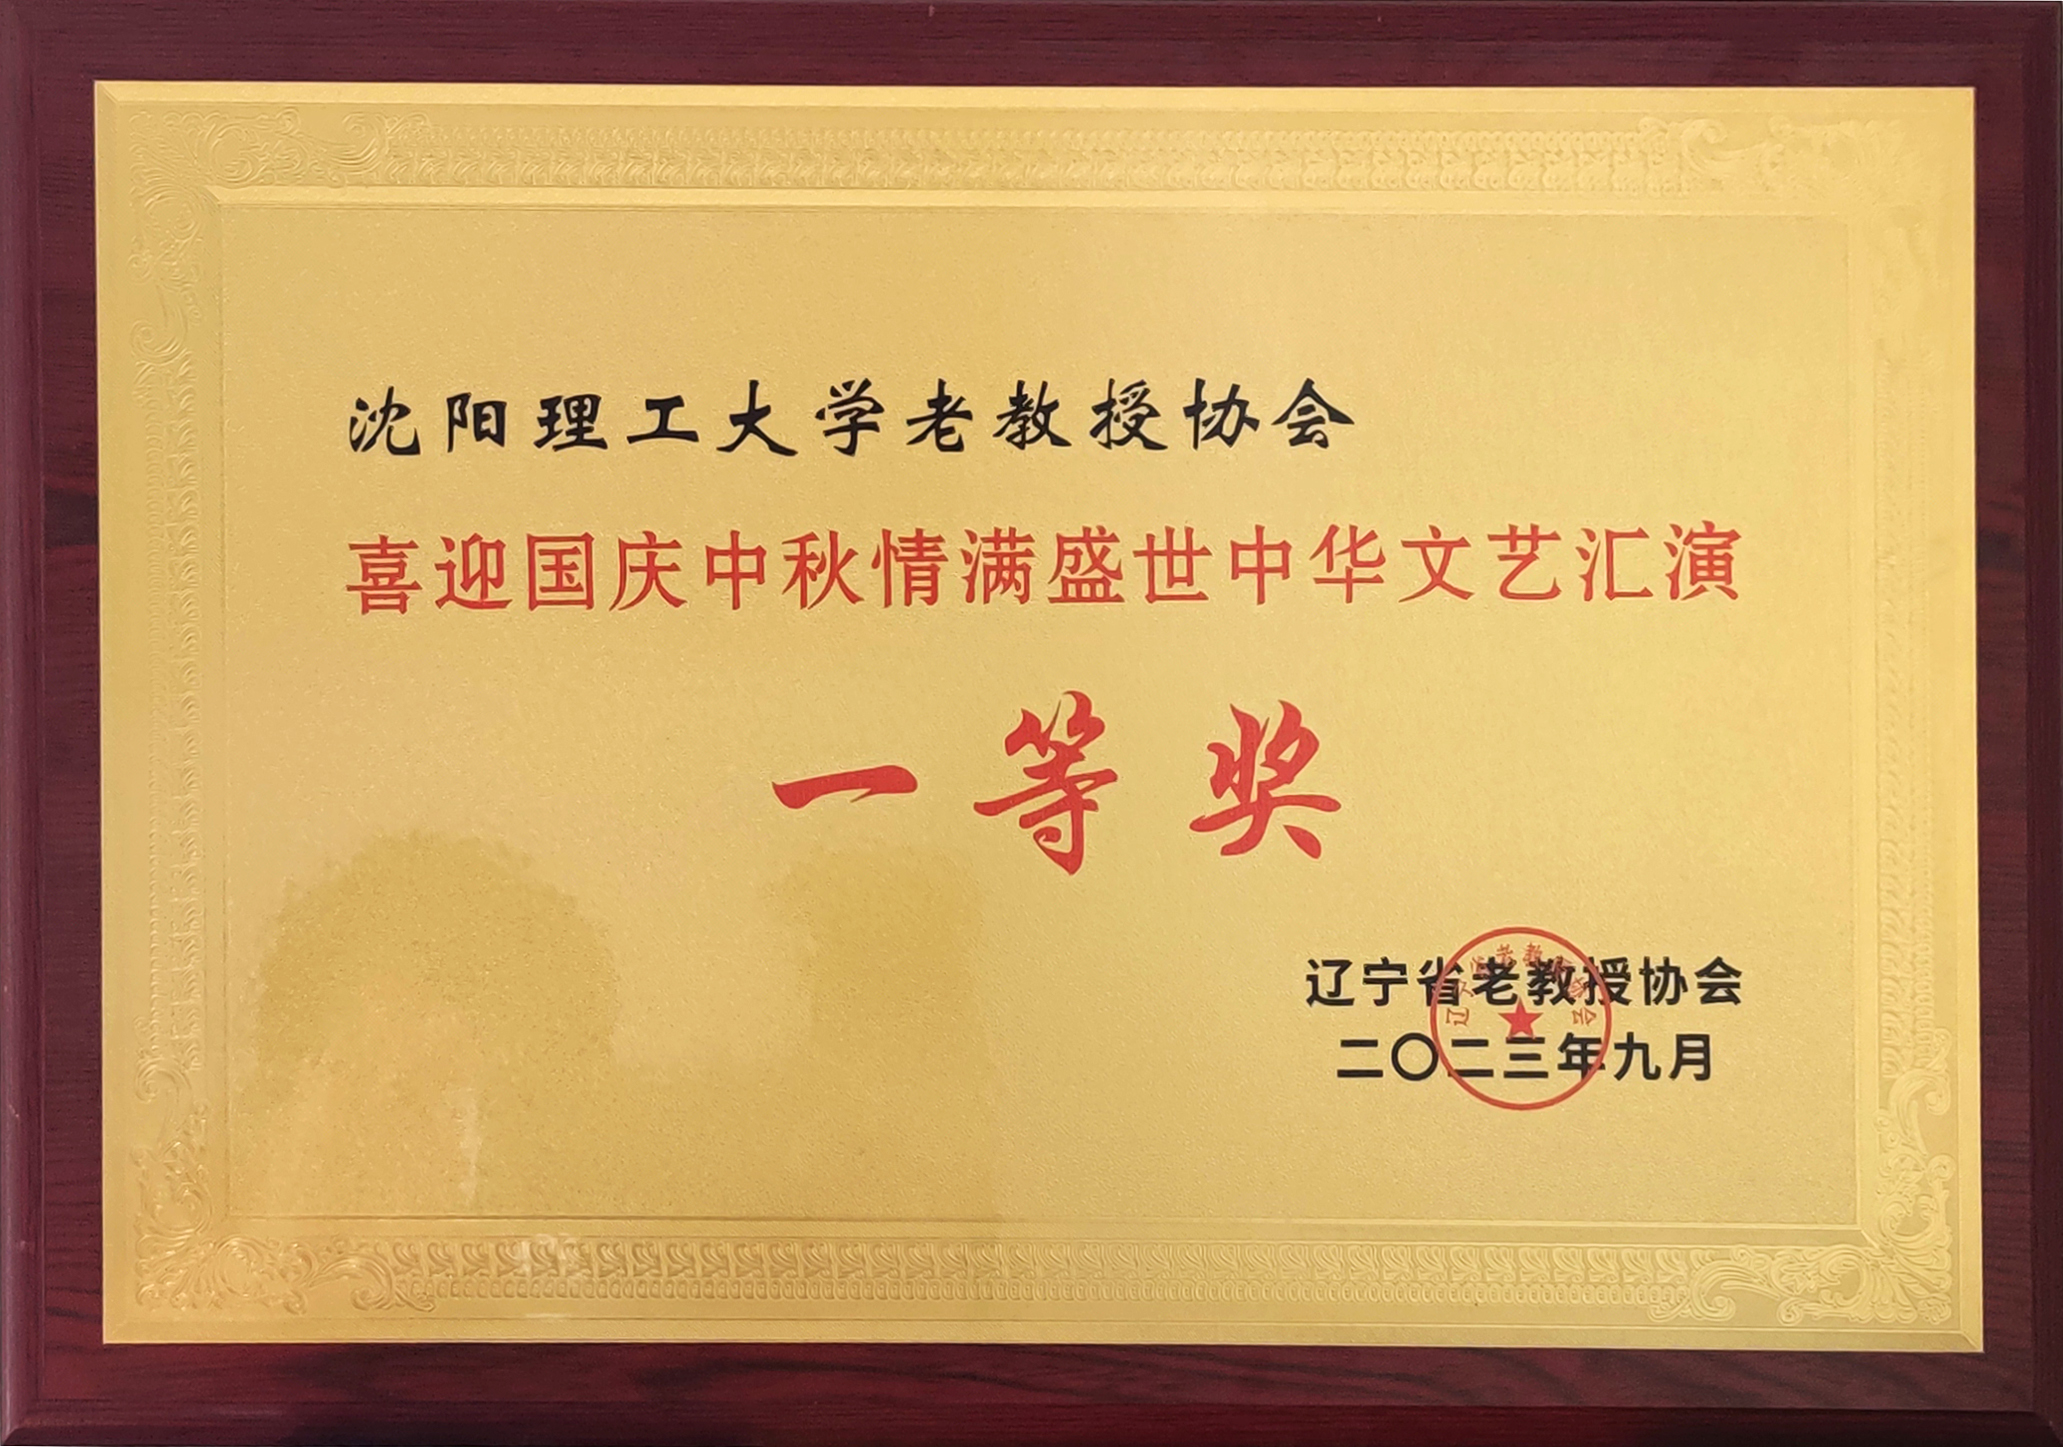 沈阳理工大学老教授协会
喜迎国庆中秋情满盛世中华文艺汇演
一等奖
辽宁省老教授协会
二〇二三年九月